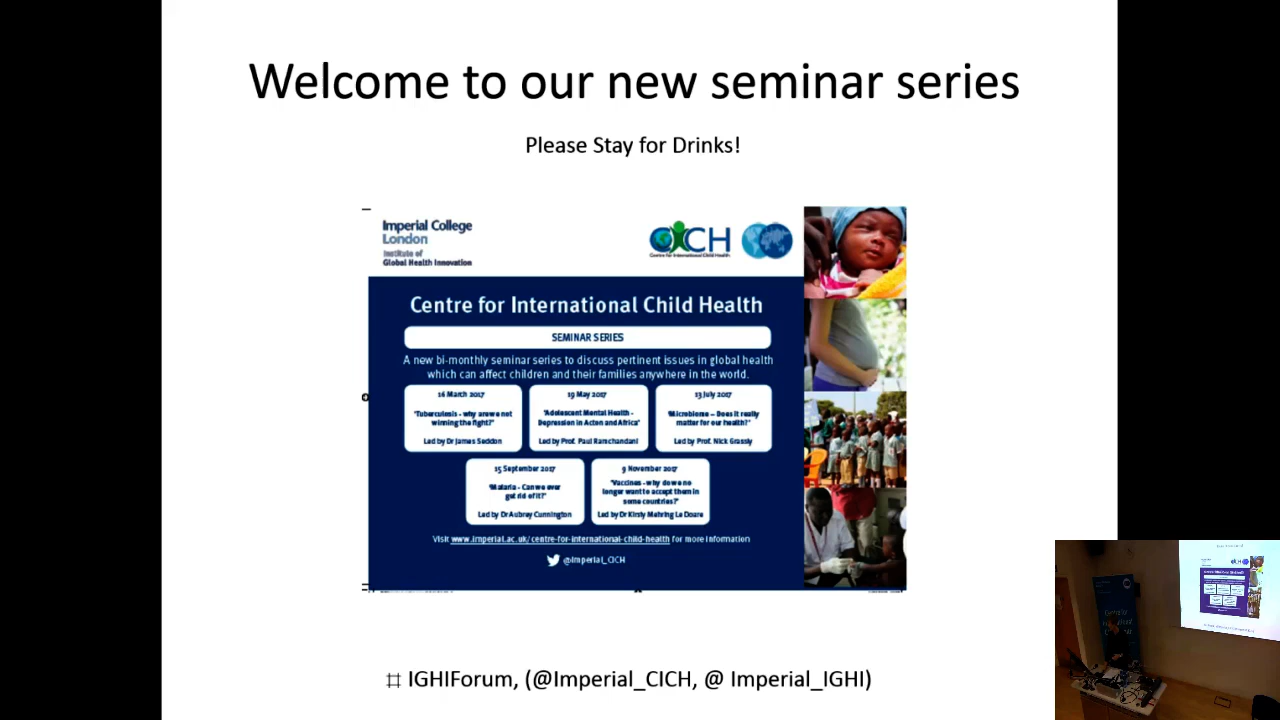 Welcome to our new seminar series
Please Stay for Drinks!
Imperial College
London
Institute of
Global Health Innovation
CICH
Centre for International Child Health
Centre for International Child Health
SEMINAR SERIES
A new bi-monthly seminar series to discuss pertinent issues in global health
which can affect children and their families anywhere in the world.
16 March 2017
"Tuberculosis - why are we not
winning the fight?"
Led by Dr James Seddon
19 May 2017
"Adolescent Mental Health -
Depression in Acton and Africa"
Led by Prof. Paul Ramchandani
13 July 2017
"Microbiome – Does it really
matter for our health?"
Led by Prof. Nick Grassly
15 September 2017
"Malaria - Can we ever
get rid of it?"
Led by Dr Aubrey Cunnington
9 November 2017
"Vaccines - why do we no
longer want to accept them in
some countries?"
Led by Dr Kirsty Mehring Le Doare
Visit www.imperial.ac.uk/centre-for-international-child-health for more information
@Imperial_CICH
# IGHIForum, (@Imperial_CICH, @ Imperial_IGHI)